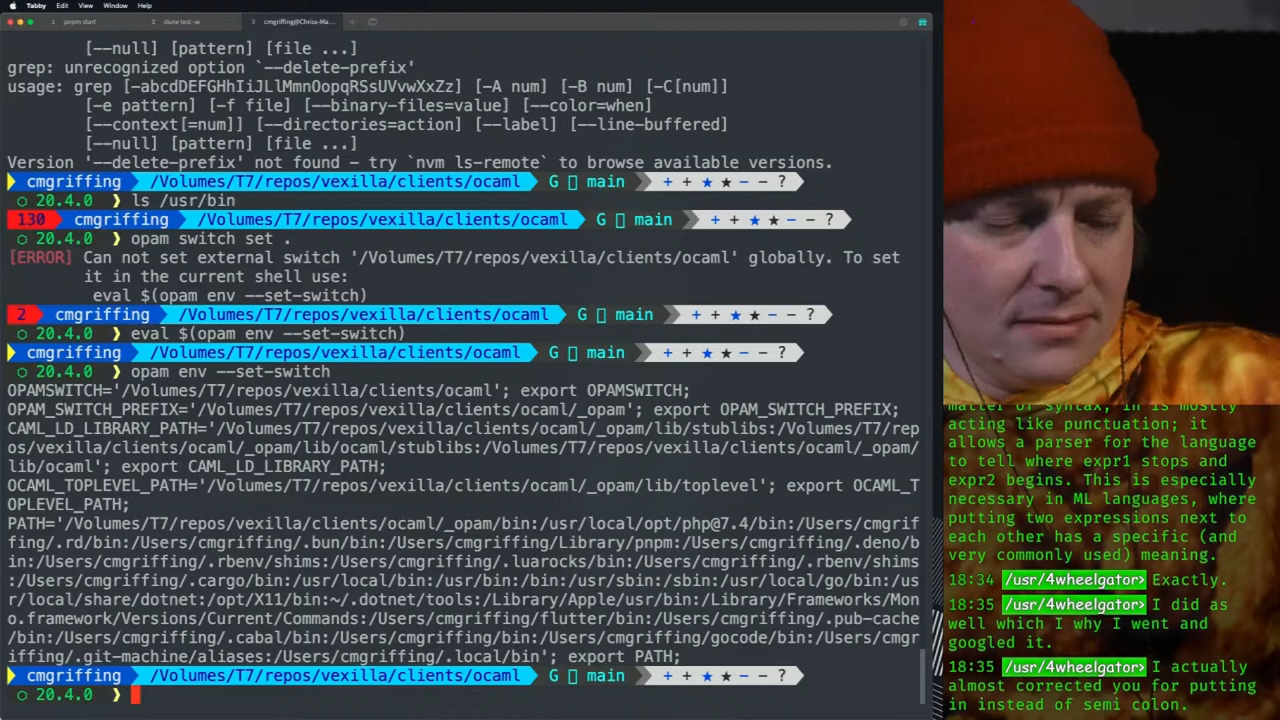 Tabby Edit View Window Help
1 pnpm start 2 dune test -w 3 cmgriffing@Chriss-Ma...
[--null] [pattern] [file ...]
grep: unrecognized option `--delete-prefix'
usage: grep [-abcdDEFGHhIiJLlMmnOopqRSsUVvwXxZz] [-A num] [-B num] [-C[num]]
[-e pattern] [-f file] [--binary-files=value] [--color=when]
[--context[=num]] [--directories=action] [--label] [--line-buffered]
[--null] [pattern] [file ...]
Version '--delete-prefix' not found - try `nvm ls-remote` to browse available versions.
cmgriffing /Volumes/T7/repos/vexilla/clients/ocaml G main + + ★ ★ − − ?
20.4.0 ❱ ls /usr/bin
130 cmgriffing /Volumes/T7/repos/vexilla/clients/ocaml G main + + ★ ★ − − ?
20.4.0 ❱ opam switch set .
[ERROR] Can not set external switch '/Volumes/T7/repos/vexilla/clients/ocaml' globally. To set
it in the current shell use:
eval $(opam env --set-switch)
2 cmgriffing /Volumes/T7/repos/vexilla/clients/ocaml G main + + ★ ★ − − ?
20.4.0 ❱ eval $(opam env --set-switch)
cmgriffing /Volumes/T7/repos/vexilla/clients/ocaml G main + + ★ ★ − − ?
20.4.0 ❱ opam env --set-switch
OPAMSWITCH='/Volumes/T7/repos/vexilla/clients/ocaml'; export OPAMSWITCH;
OPAM_SWITCH_PREFIX='/Volumes/T7/repos/vexilla/clients/ocaml/_opam'; export OPAM_SWITCH_PREFIX;
CAML_LD_LIBRARY_PATH='/Volumes/T7/repos/vexilla/clients/ocaml/_opam/lib/stublibs:/Volumes/T7/rep
os/vexilla/clients/ocaml/_opam/lib/ocaml/stublibs:/Volumes/T7/repos/vexilla/clients/ocaml/_opam/
lib/ocaml'; export CAML_LD_LIBRARY_PATH;
OCAML_TOPLEVEL_PATH='/Volumes/T7/repos/vexilla/clients/ocaml/_opam/lib/toplevel'; export OCAML_T
OPLEVEL_PATH;
PATH='/Volumes/T7/repos/vexilla/clients/ocaml/_opam/bin:/usr/local/opt/php@7.4/bin:/Users/cmgrif
fing/.rd/bin:/Users/cmgriffing/.bun/bin:/Users/cmgriffing/Library/pnpm:/Users/cmgriffing/.deno/b
in:/Users/cmgriffing/.rbenv/shims:/Users/cmgriffing/.luarocks:/Users/cmgriffing/.rbenv/shims
:/Users/cmgriffing/.cargo/bin:/usr/local/bin:/usr/bin:/bin:/usr/sbin:/sbin:/usr/local/go/bin:/us
r/local/share/dotnet:/opt/X11/bin:~/.dotnet/tools:/Library/Apple/usr/bin:/Library/Frameworks/Mon
o.framework/Versions/Current/Commands:/Users/cmgriffing/flutter/bin:/Users/cmgriffing/.pub-cache
/bin:/Users/cmgriffing/.cabal/bin:/Users/cmgriffing/gocode/bin:/Users/cmgriffing/bin:/Users/cmgr
iffing/.git-machine/aliases:/Users/cmgriffing/.local/bin'; export PATH;
cmgriffing /Volumes/T7/repos/vexilla/clients/ocaml G main + + ★ ★ − − ?
20.4.0 ❱
matter of syntax, in is mostly
acting like punctuation; it
allows a parser for the language
to tell where expr1 stops and
expr2 begins. This is especially
necessary in ML languages, where
putting two expressions next to
each other has a specific (and
very commonly used) meaning.
18:34 /usr/4wheelgator> Exactly.
18:35 /usr/4wheelgator> I did as
well which I why I went and
googled it.
18:35 /usr/4wheelgator> I actually
almost corrected you for putting
in instead of semi colon.